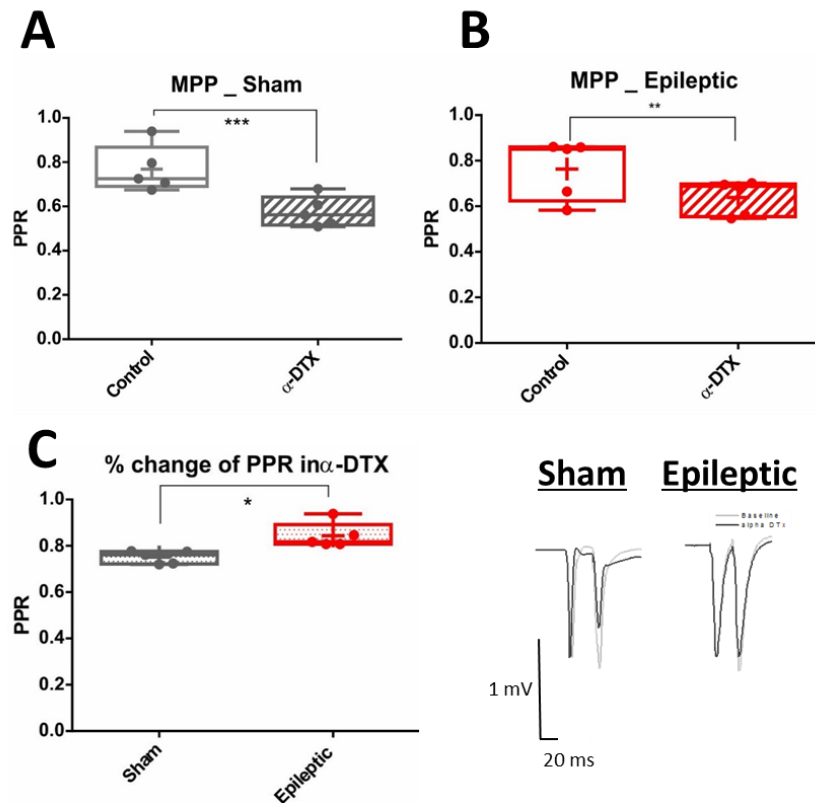 A
MPP _ Sham
***
1.0
0.8
0.6
0.4
0.2
0.0
PPR
Control
α-DTX
B
MPP _ Epileptic
**
1.0
0.8
0.6
0.4
0.2
0.0
PPR
Control
α-DTX
C
% change of PPR inα-DTX
*
1.0
0.8
0.6
0.4
0.2
0.0
PPR
Sham
Epileptic
Sham
Epileptic
Baseline
alpha DTx
1 mV
20 ms